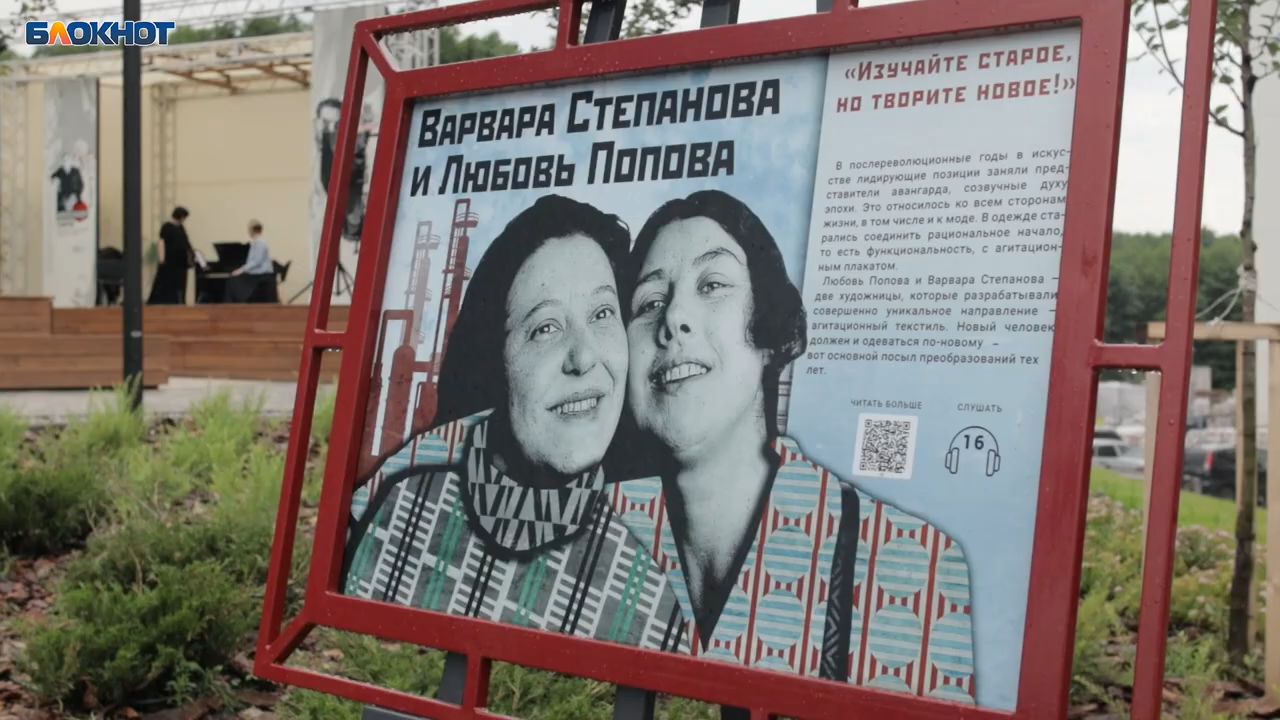 БЛОКНОТ
Варвара Степанова
и Любовь Попова
«Изучайте старое,
но творите новое!»
В послереволюционные годы в искус-
стве лидирующие позиции заняли пред-
ставители авангарда, созвучные духу
эпохи. Это относилось ко всем сторонам
жизни, в том числе и к моде. В одежде ста-
рались соединить рациональное начало,
то есть функциональность, с агитацион-
ным плакатом.
Любовь Попова и Варвара Степанова –
две художницы, которые разрабатывали
совершенно уникальное направление –
агитационный текстиль. Новый человек
должен и одеваться по-новому –
вот основной посыл преобразований тех
лет.
ЧИТАТЬ БОЛЬШЕ
СЛУШАТЬ
16